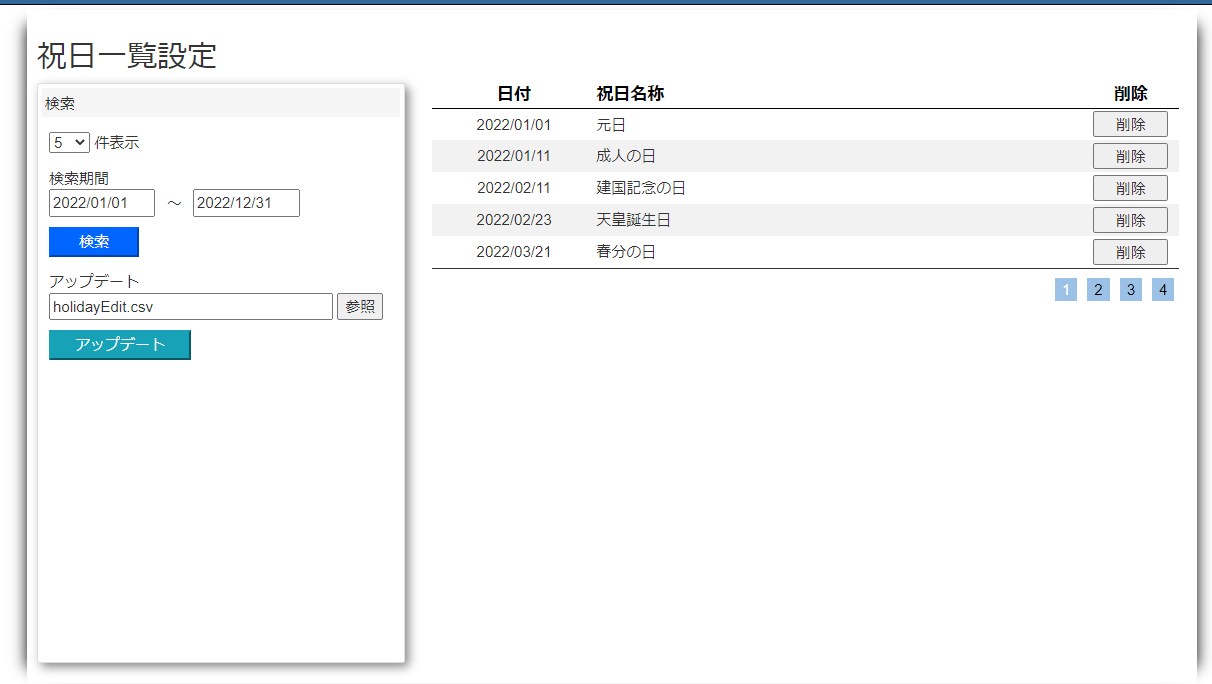 祝日一覧設定
検索
5 件表示
検索期間
2022/01/01 ～ 2022/12/31
検索
アップデート
holidayEdit.csv 参照
アップデート
日付 祝日名称 削除
2022/01/01 元日 削除
2022/01/11 成人の日 削除
2022/02/11 建国記念の日 削除
2022/02/23 天皇誕生日 削除
2022/03/21 春分の日 削除
1 2 3 4